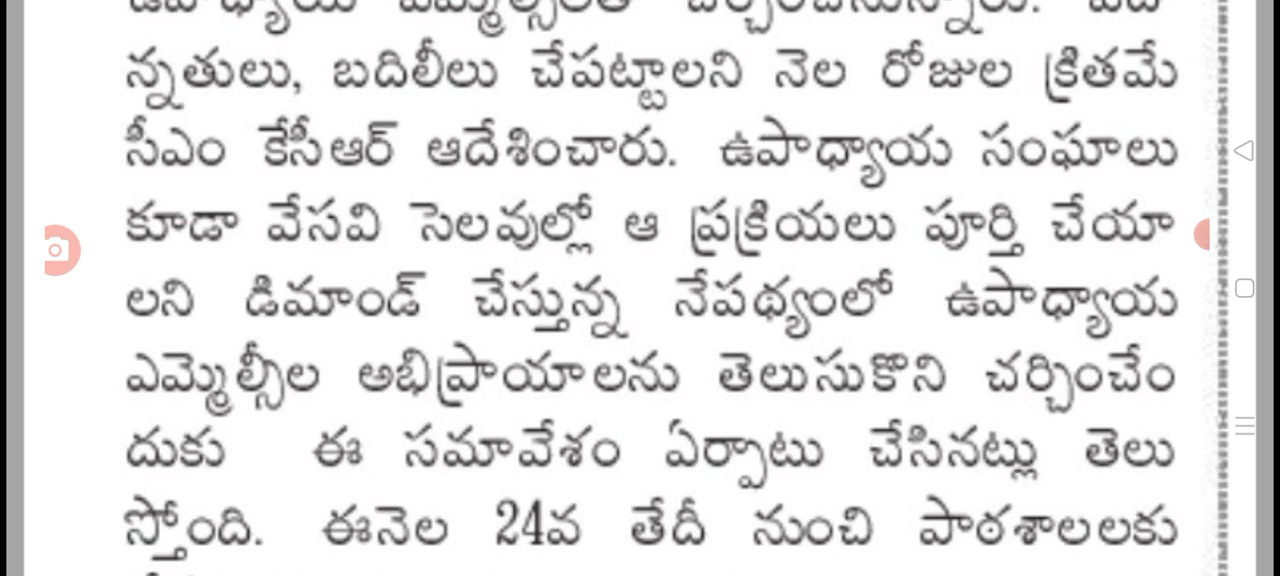 న్నతులు, బదిలీలు చేపట్టాలని నెల రోజుల క్రితమే
సీఎం కేసీఆర్ ఆదేశించారు. ఉపాధ్యాయ సంఘాలు
కూడా వేసవి సెలవుల్లో ఆ ప్రక్రియలు పూర్తి చేయా
లని డిమాండ్ చేస్తున్న నేపథ్యంలో ఉపాధ్యాయ
ఎమ్మెల్సీల అభిప్రాయాలను తెలుసుకొని చర్చించేం
దుకు ఈ సమావేశం ఏర్పాటు చేసినట్లు తెలు
స్తోంది. ఈనెల 24వ తేదీ నుంచి పాఠశాలలకు